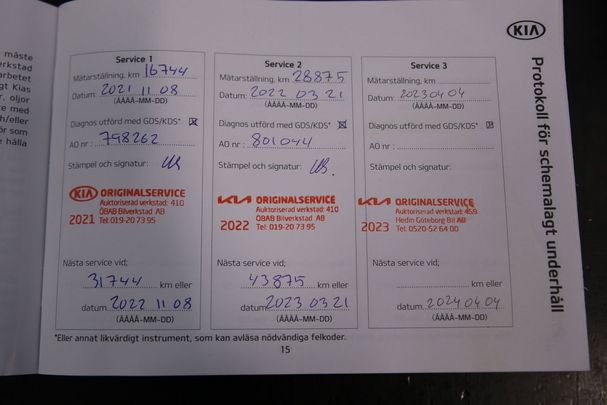 måste
rkstad
arbetet
gt Kias
r, oljor
te med
h/eller
ör som
e hålla
KIA
Protokoll för schemalagt underhåll
Service 1
Mätarställning, km 16744
Datum: 2021 11 08
(ÅÅÅÅ-MM-DD)
Diagnos utförd med GDS/KDS*
AO nr : 798262
Stämpel och signatur:
KIA ORIGINALSERVICE
Auktoriserad verkstad: 410
ÖBAB Bilverkstad AB
2021 Tel: 019-20 73 95
Nästa service vid;
31744 km eller
datum 2022 11 08
(ÅÅÅÅ-MM-DD)
Service 2
Mätarställning, km 28875
Datum: 2022 03 21
(ÅÅÅÅ-MM-DD)
Diagnos utförd med GDS/KDS*
AO nr : 801044
Stämpel och signatur:
KIA ORIGINALSERVICE
Auktoriserad verkstad: 410
ÖBAB Bilverkstad AB
2022 Tel: 019-20 73 95
Nästa service vid;
43875 km eller
datum 2023 03 21
(ÅÅÅÅ-MM-DD)
Service 3
Mätarställning, km
Datum: 2023 04 04
(ÅÅÅÅ-MM-DD)
Diagnos utförd med GDS/KDS*
AO nr :
Stämpel och signatur:
KIA ORIGINALSERVICE
Auktoriserad verkstad: 459
Hedin Göteborg Bil AB
2023 Tel: 0520-52 64 00
Nästa service vid;
km eller
datum 2024 04 04
(ÅÅÅÅ-MM-DD)
*Eller annat likvärdigt instrument, som kan avläsa nödvändiga felkoder.
15